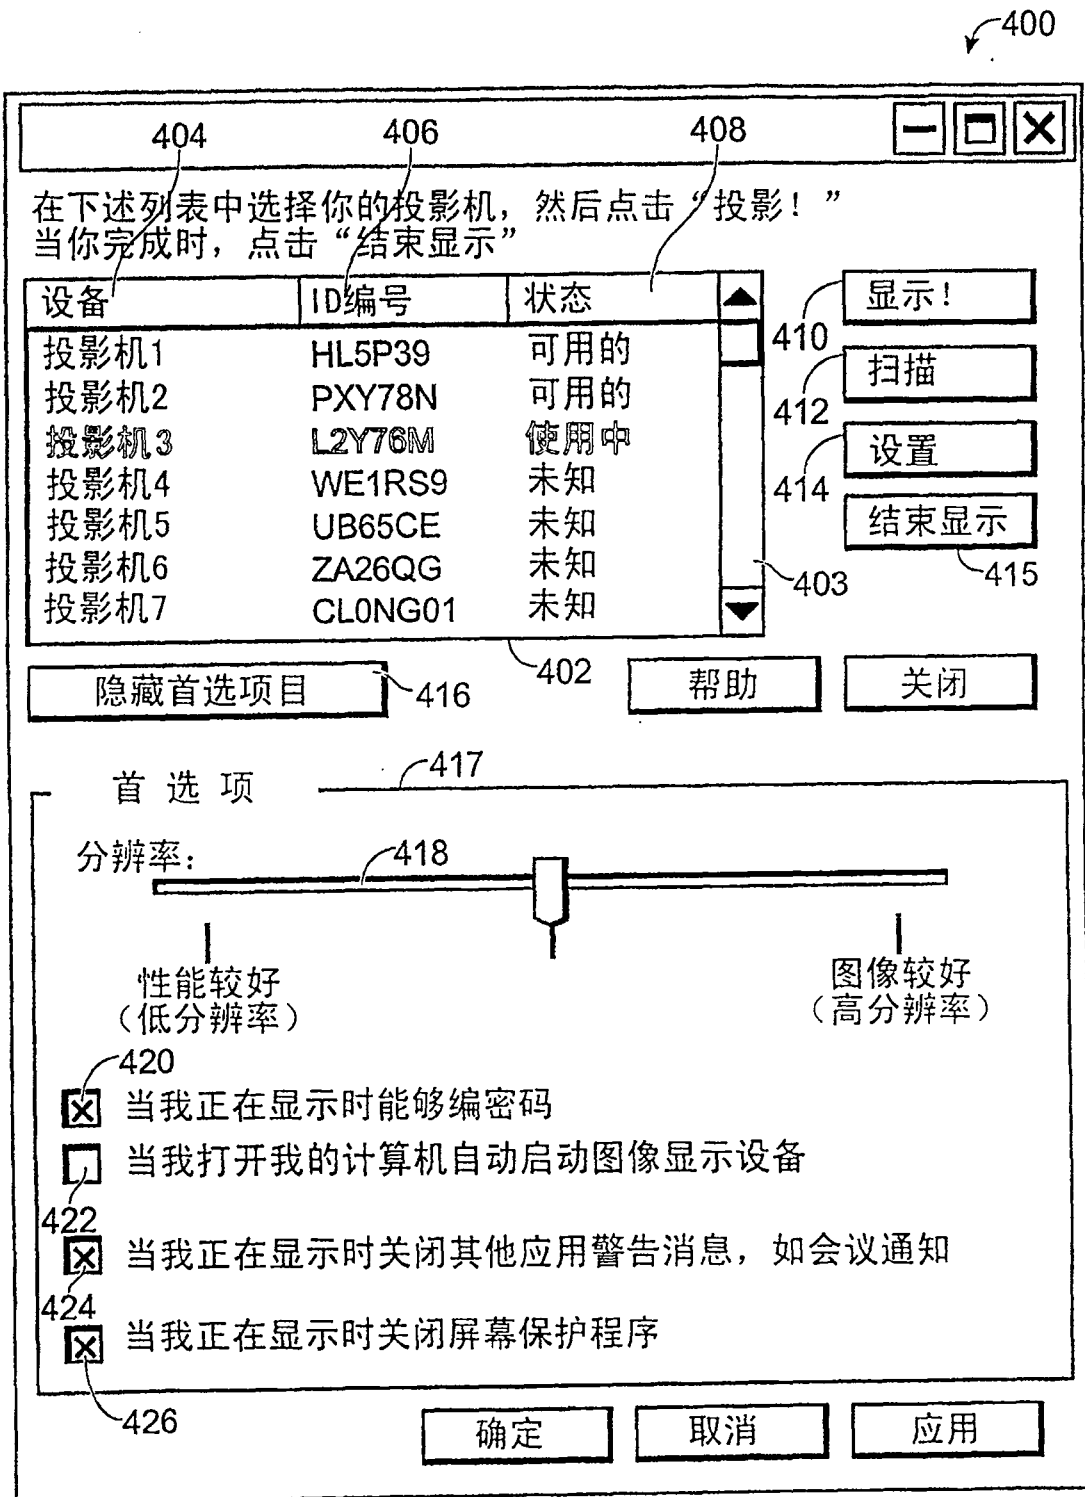 400
404 406 408
在下述列表中选择你的投影机，然后点击“投影！”
当你完成时，点击“结束显示”
设备 ID编号 状态
投影机1 HL5P39 可用的
投影机2 PXY78N 可用的
投影机3 L2Y76M 使用中
投影机4 WE1RS9 未知
投影机5 UB65CE 未知
投影机6 ZA26QG 未知
投影机7 CL0NG01 未知
显示！
410
扫描
412
设置
414
结束显示
415
403
402
隐藏首选项目 416 帮助 关闭
417
首选项
分辨率： 418
性能较好 图像较好
（低分辨率） （高分辨率）
420
当我正在显示时能够编密码
当我打开我的计算机自动启动图像显示设备
422
当我正在显示时关闭其他应用警告消息，如会议通知
424
当我正在显示时关闭屏幕保护程序
426
确定 取消 应用